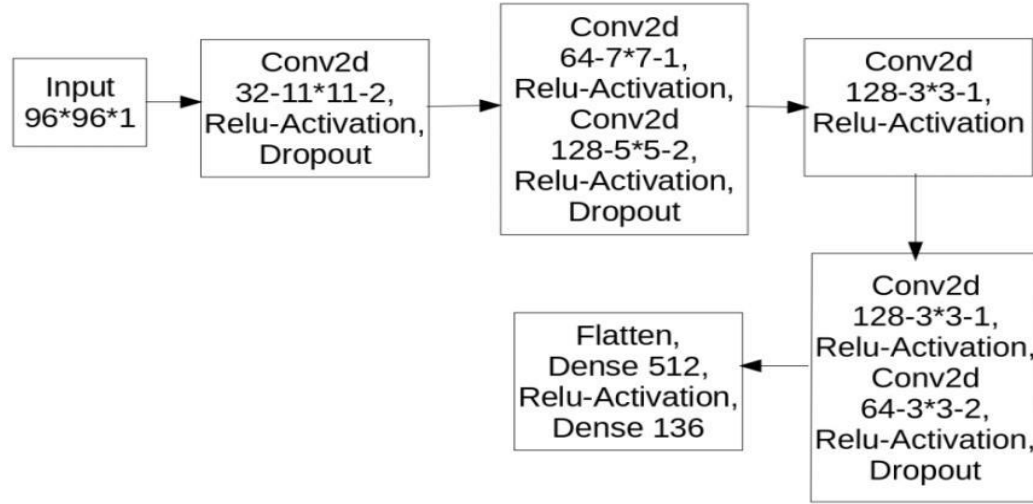 Input
96*96*1
Conv2d
32-11*11-2,
Relu-Activation,
Dropout
Conv2d
64-7*7-1,
Relu-Activation,
Conv2d
128-5*5-2,
Relu-Activation,
Dropout
Conv2d
128-3*3-1,
Relu-Activation
Conv2d
128-3*3-1,
Relu-Activation,
Conv2d
64-3*3-2,
Relu-Activation,
Dropout
Flatten,
Dense 512,
Relu-Activation,
Dense 136